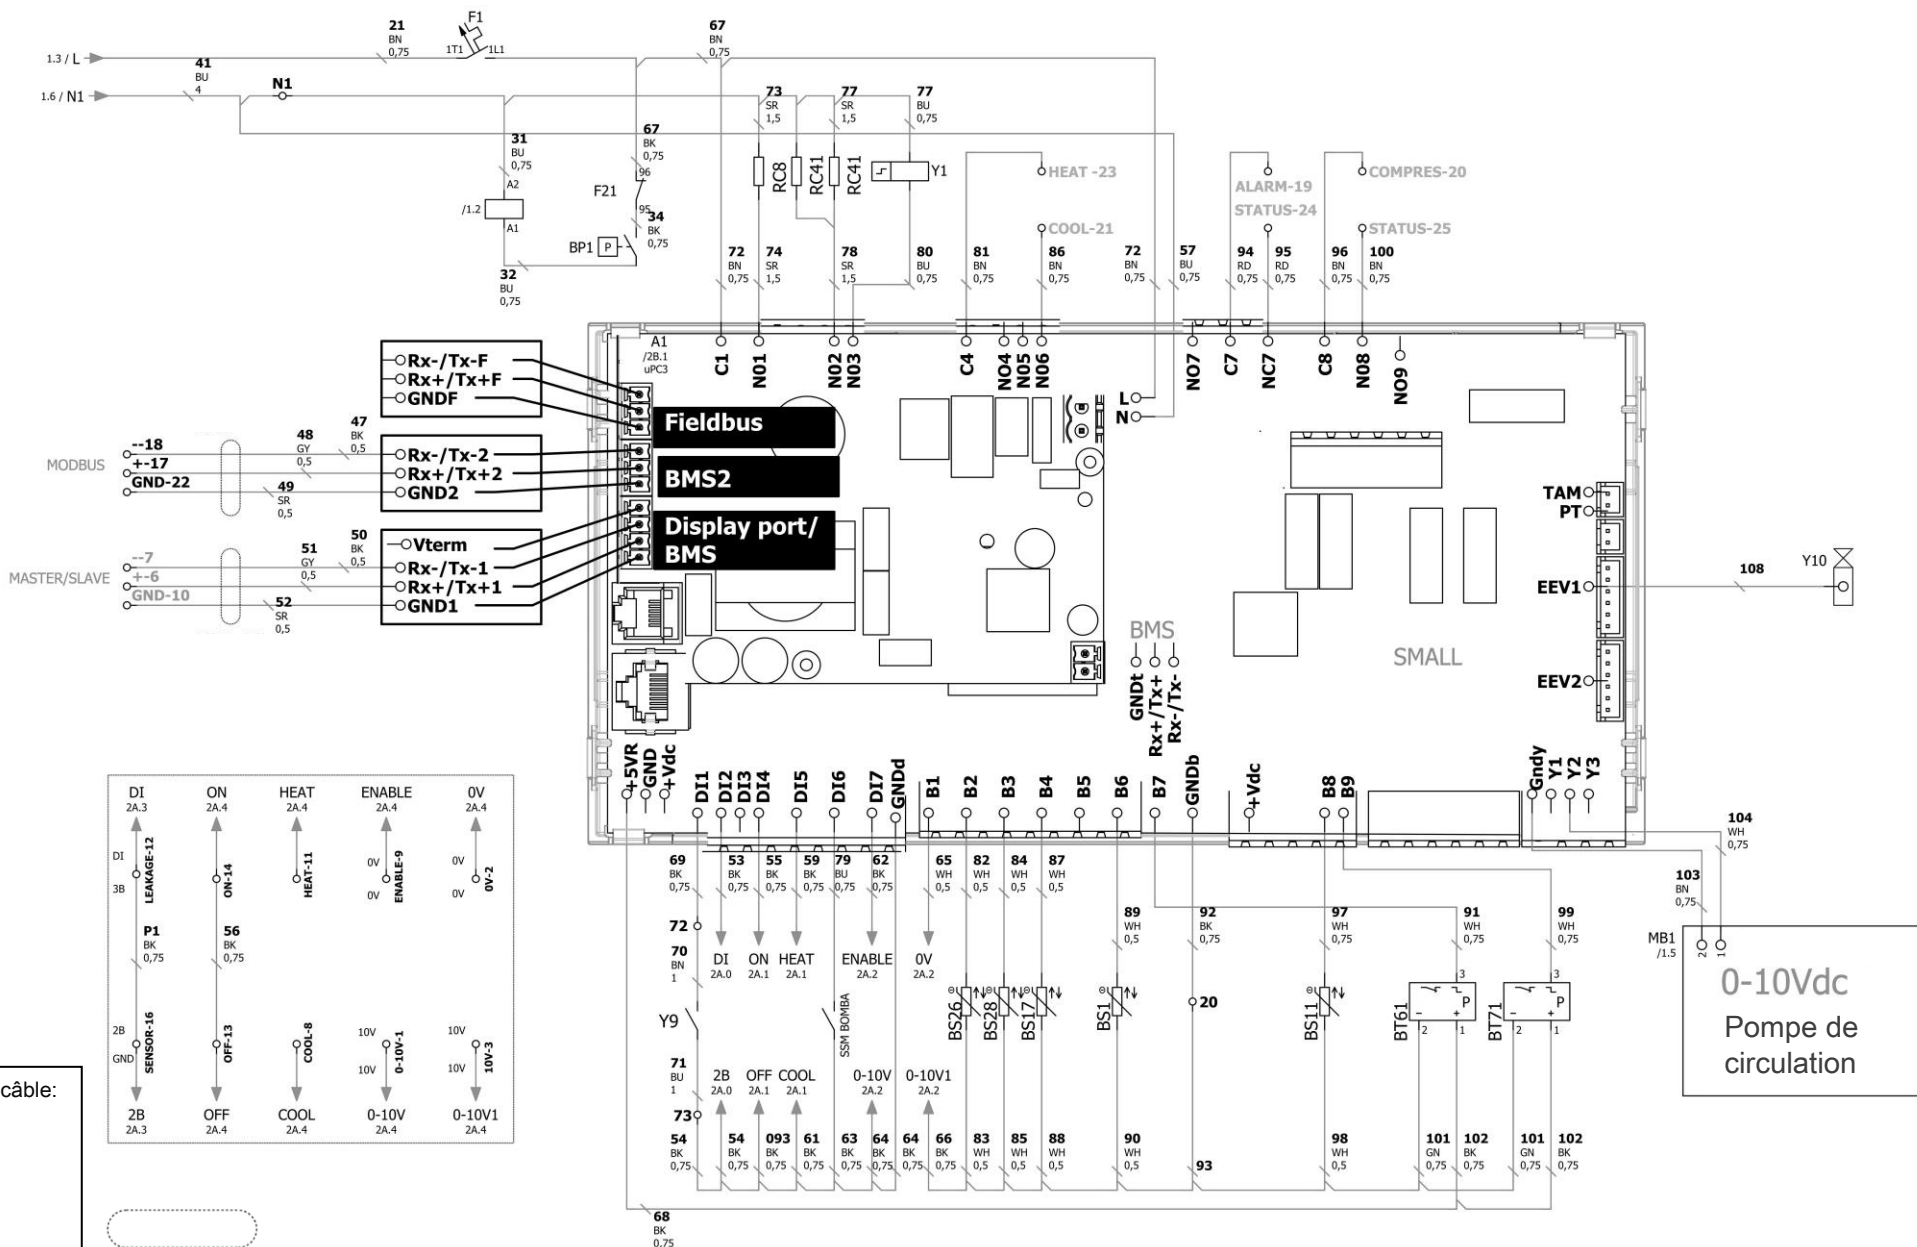 21
BN
0,75
F1
1T1
1L1
67
BN
0,75
1.3 / L
41
BU
4
N1
1.6 / N1
73
SR
1,5
77
SR
1,5
77
BU
0,75
31
BU
0,75
A2
67
BK
0,75
96
F21
95
RC8
RC41
RC41
Y1
HEAT -23
ALARM-19
COMPRES-20
/1.2
A1
34
BK
0,75
BP1
P
STATUS-24
COOL-21
STATUS-25
32
BU
0,75
72
BN
0,75
74
SR
1,5
78
SR
1,5
80
BU
0,75
81
BN
0,75
86
BN
0,75
72
BN
0,75
57
BU
0,75
94
RD
0,75
95
RD
0,75
96
BN
0,75
100
BN
0,75
A1
/2B.1
uPC3
C1
N01
N02
N03
C4
NO4
N05
N06
NO7
C7
NC7
C8
N08
NO9
L
N
Rx-/Tx-F
Rx+/Tx+F
GNDF
Fieldbus
MODBUS
--18
+-17
GND-22
48
GY
0,5
47
BK
0,5
49
SR
0,5
Rx-/Tx-2
Rx+/Tx+2
GND2
BMS2
MASTER/SLAVE
--7
+-6
GND-10
51
GY
0,5
50
BK
0,5
52
SR
0,5
Vterm
Rx-/Tx-1
Rx+/Tx+1
GND1
Display port/
BMS
TAM
PT
EEV1
108
Y10
EEV2
BMS
GNDt
Rx+/Tx+
Rx-/Tx-
SMALL
+5VR
GND
+Vdc
DI1
DI2
DI3
DI4
DI5
DI6
DI7
GNDd
B1
B2
B3
B4
B5
B6
B7
GNDb
+Vdc
B8
B9
Gndy
Y1
Y2
Y3
DI
2A.3
ON
2A.4
HEAT
2A.4
ENABLE
2A.4
0V
2A.4
DI
3B
LEAKAGE-12
ON-14
HEAT-11
0V
0V
ENABLE-9
0V
0V
0V-2
P1
BK
0,75
56
BK
0,75
2B
GND
SENSOR-16
OFF-13
COOL-8
10V
10V
0-10V-1
10V
10V
10V-3
2B
2A.3
OFF
2A.4
COOL
2A.4
0-10V
2A.4
0-10V1
2A.4
69
BK
0,75
53
BK
0,75
55
BK
0,75
59
BK
0,75
79
BU
0,75
62
BK
0,75
65
WH
0,5
82
WH
0,5
84
WH
0,5
87
WH
0,5
89
WH
0,5
92
BK
0,75
97
WH
0,75
91
WH
0,75
99
WH
0,75
104
WH
0,75
103
BN
0,75
72
70
BN
1
DI
2A.0
ON
2A.1
HEAT
2A.1
ENABLE
2A.2
0V
2A.2
Y9
SSM BOMBA
BS26
BS28
BS17
BS1
20
BS11
BT61
3
P
-
+
2
1
BT71
3
P
-
+
2
1
MB1
/1.5
2
1
0-10Vdc
Pompe de
circulation
71
BU
1
73
2B
2A.0
OFF
2A.1
COOL
2A.1
0-10V
2A.2
0-10V1
2A.2
54
BK
0,75
54
BK
0,75
093
BK
0,75
61
BK
0,75
63
BK
0,75
64
BK
0,75
64
BK
0,75
66
BK
0,75
83
WH
0,5
85
WH
0,5
88
WH
0,5
90
WH
0,5
93
98
WH
0,5
101
GN
0,75
102
BK
0,75
101
GN
0,75
102
BK
0,75
68
BK
0,75
câble: